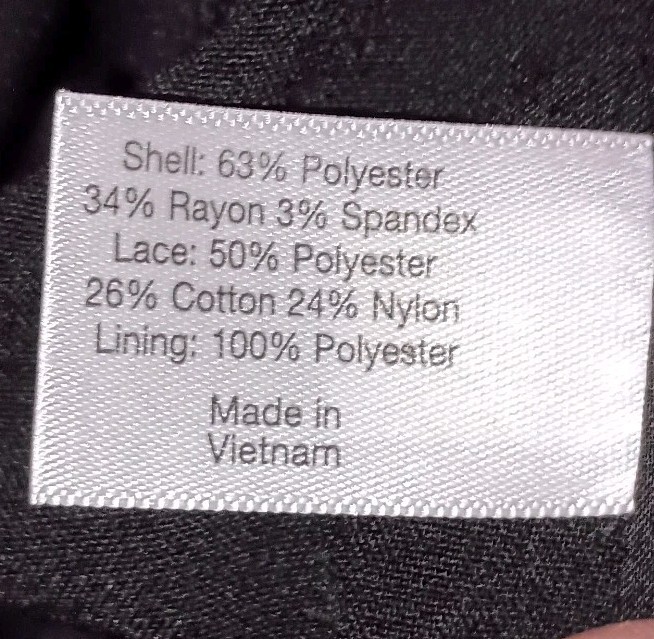 Shell: 63% Polyester
34% Rayon 3% Spandex
Lace: 50% Polyester
26% Cotton 24% Nylon
Lining: 100% Polyester
Made in
Vietnam